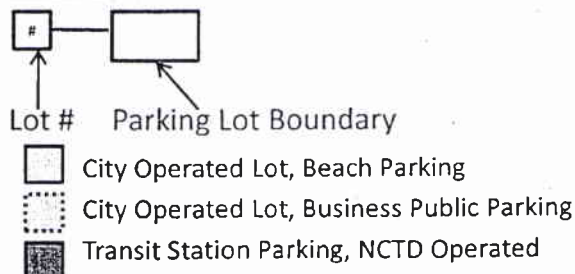 #
Lot # Parking Lot Boundary
City Operated Lot, Beach Parking
City Operated Lot, Business Public Parking
Transit Station Parking, NCTD Operated